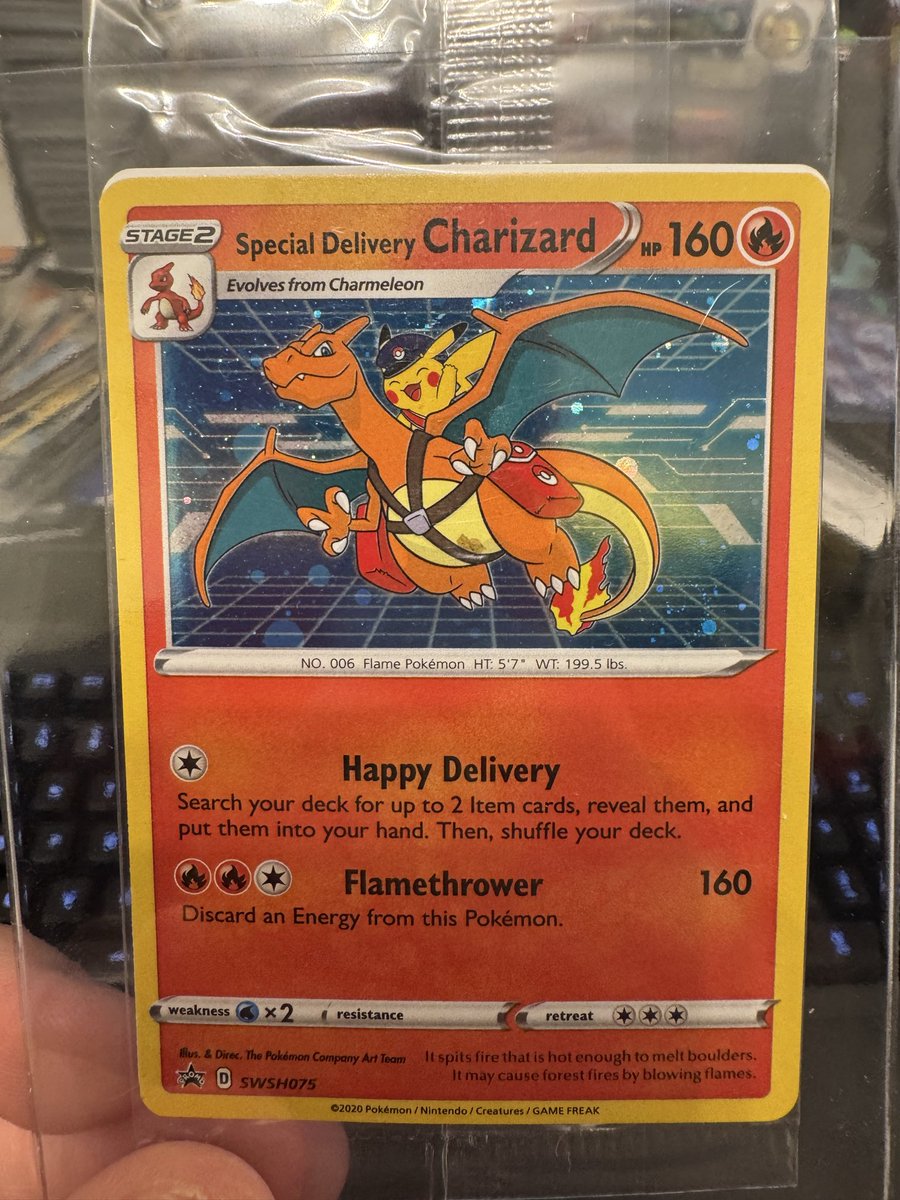 STAGE2 Special Delivery Charizard HP 160
Evolves from Charmeleon
NO. 006 Flame Pokémon HT: 5'7" WT: 199.5 lbs.
Happy Delivery
Search your deck for up to 2 Item cards, reveal them, and
put them into your hand. Then, shuffle your deck.
Flamethrower 160
Discard an Energy from this Pokémon.
weakness ×2 resistance retreat
Illus. & Direc. The Pokémon Company Art Team
It spits fire that is hot enough to melt boulders.
It may cause forest fires by blowing flames.
PROMO D SWSH075
©2020 Pokémon / Nintendo / Creatures / GAME FREAK